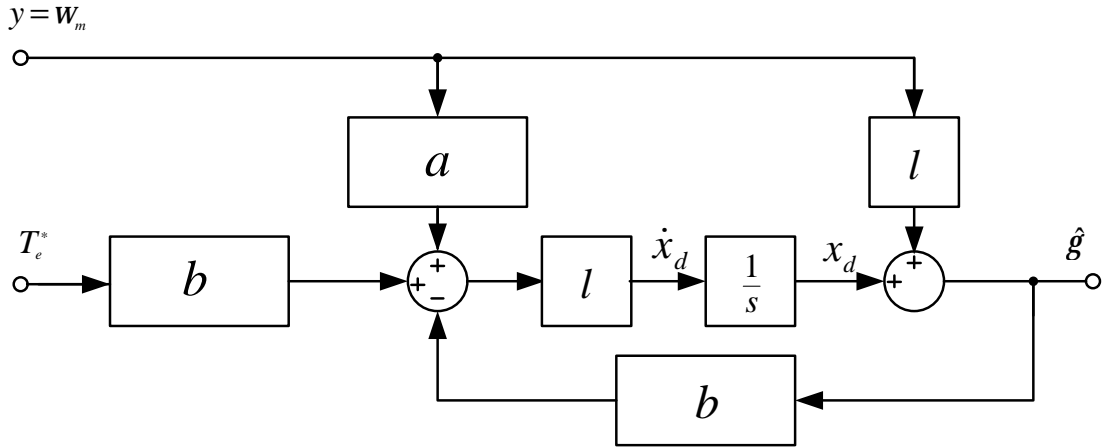 y = w_m
a
l
T_e^*
b
+
+
−
l
ẋ_d
1/s
x_d
+
+
ĝ
b